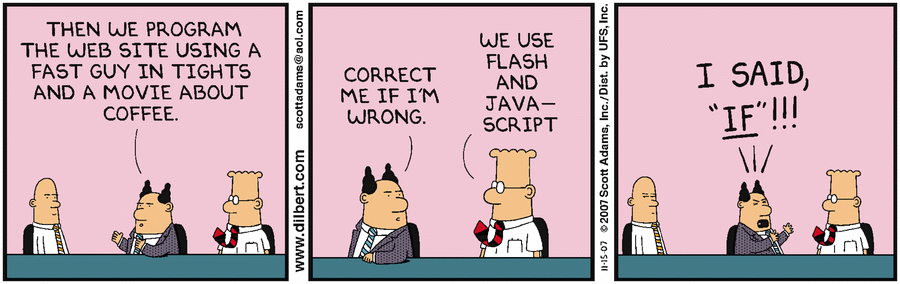 THEN WE PROGRAM
THE WEB SITE USING A
FAST GUY IN TIGHTS
AND A MOVIE ABOUT
COFFEE.
www.dilbert.com scottadams@aol.com
CORRECT
ME IF I'M
WRONG.
WE USE
FLASH
AND
JAVA-
SCRIPT
11-15-07 © 2007 Scott Adams, Inc./Dist. by UFS, Inc.
I SAID,
"IF"!!!